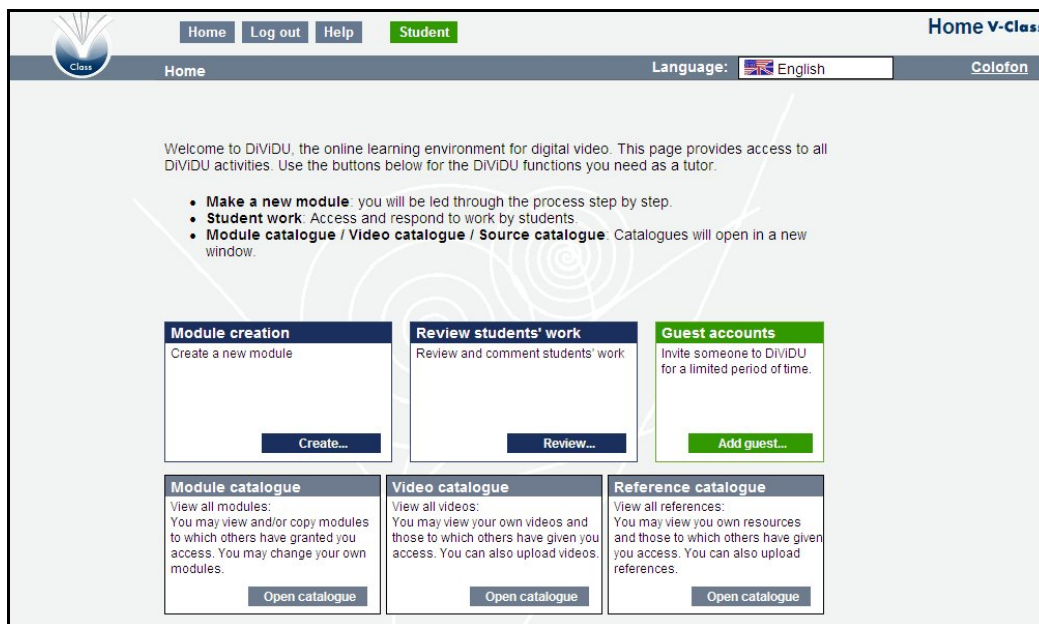 Home Log out Help Student
Home V-Class
Class
Home
Language: English
Colofon
Welcome to DiViDU, the online learning environment for digital video. This page provides access to all
DiViDU activities. Use the buttons below for the DiViDU functions you need as a tutor.
• Make a new module: you will be led through the process step by step.
• Student work: Access and respond to work by students.
• Module catalogue / Video catalogue / Source catalogue: Catalogues will open in a new
window.
Module creation
Create a new module
Create...
Review students' work
Review and comment students' work
Review...
Guest accounts
Invite someone to DiViDU
for a limited period of time.
Add guest...
Module catalogue
View all modules:
You may view and/or copy modules
to which others have granted you
access. You may change your own
modules.
Open catalogue
Video catalogue
View all videos:
You may view your own videos and
those to which others have given you
access. You can also upload videos.
Open catalogue
Reference catalogue
View all references:
You may view you own resources
and those to which others have given
you access. You can also upload
references.
Open catalogue